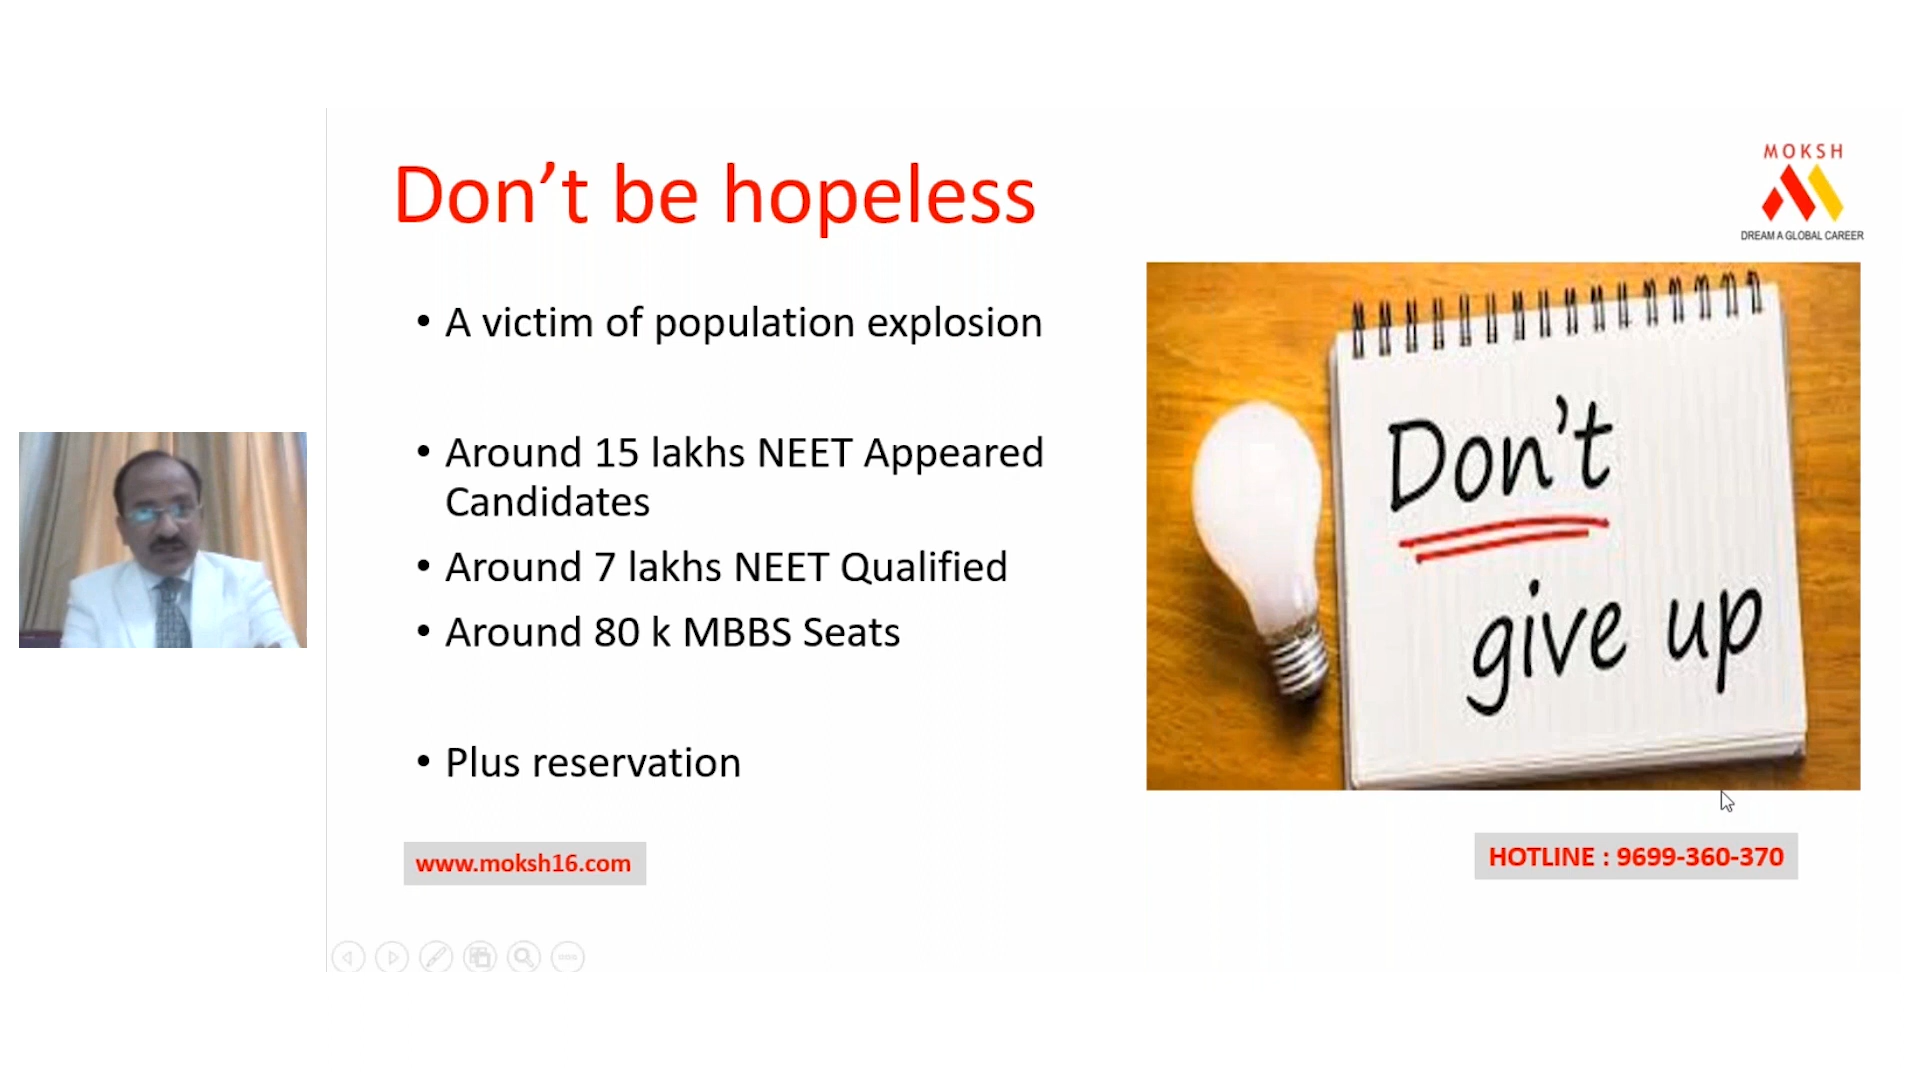 Don’t be hopeless
MOKSH
DREAM A GLOBAL CAREER
• A victim of population explosion
• Around 15 lakhs NEET Appeared
Candidates
• Around 7 lakhs NEET Qualified
• Around 80 k MBBS Seats
• Plus reservation
Don’t
give up
www.moksh16.com
HOTLINE : 9699-360-370